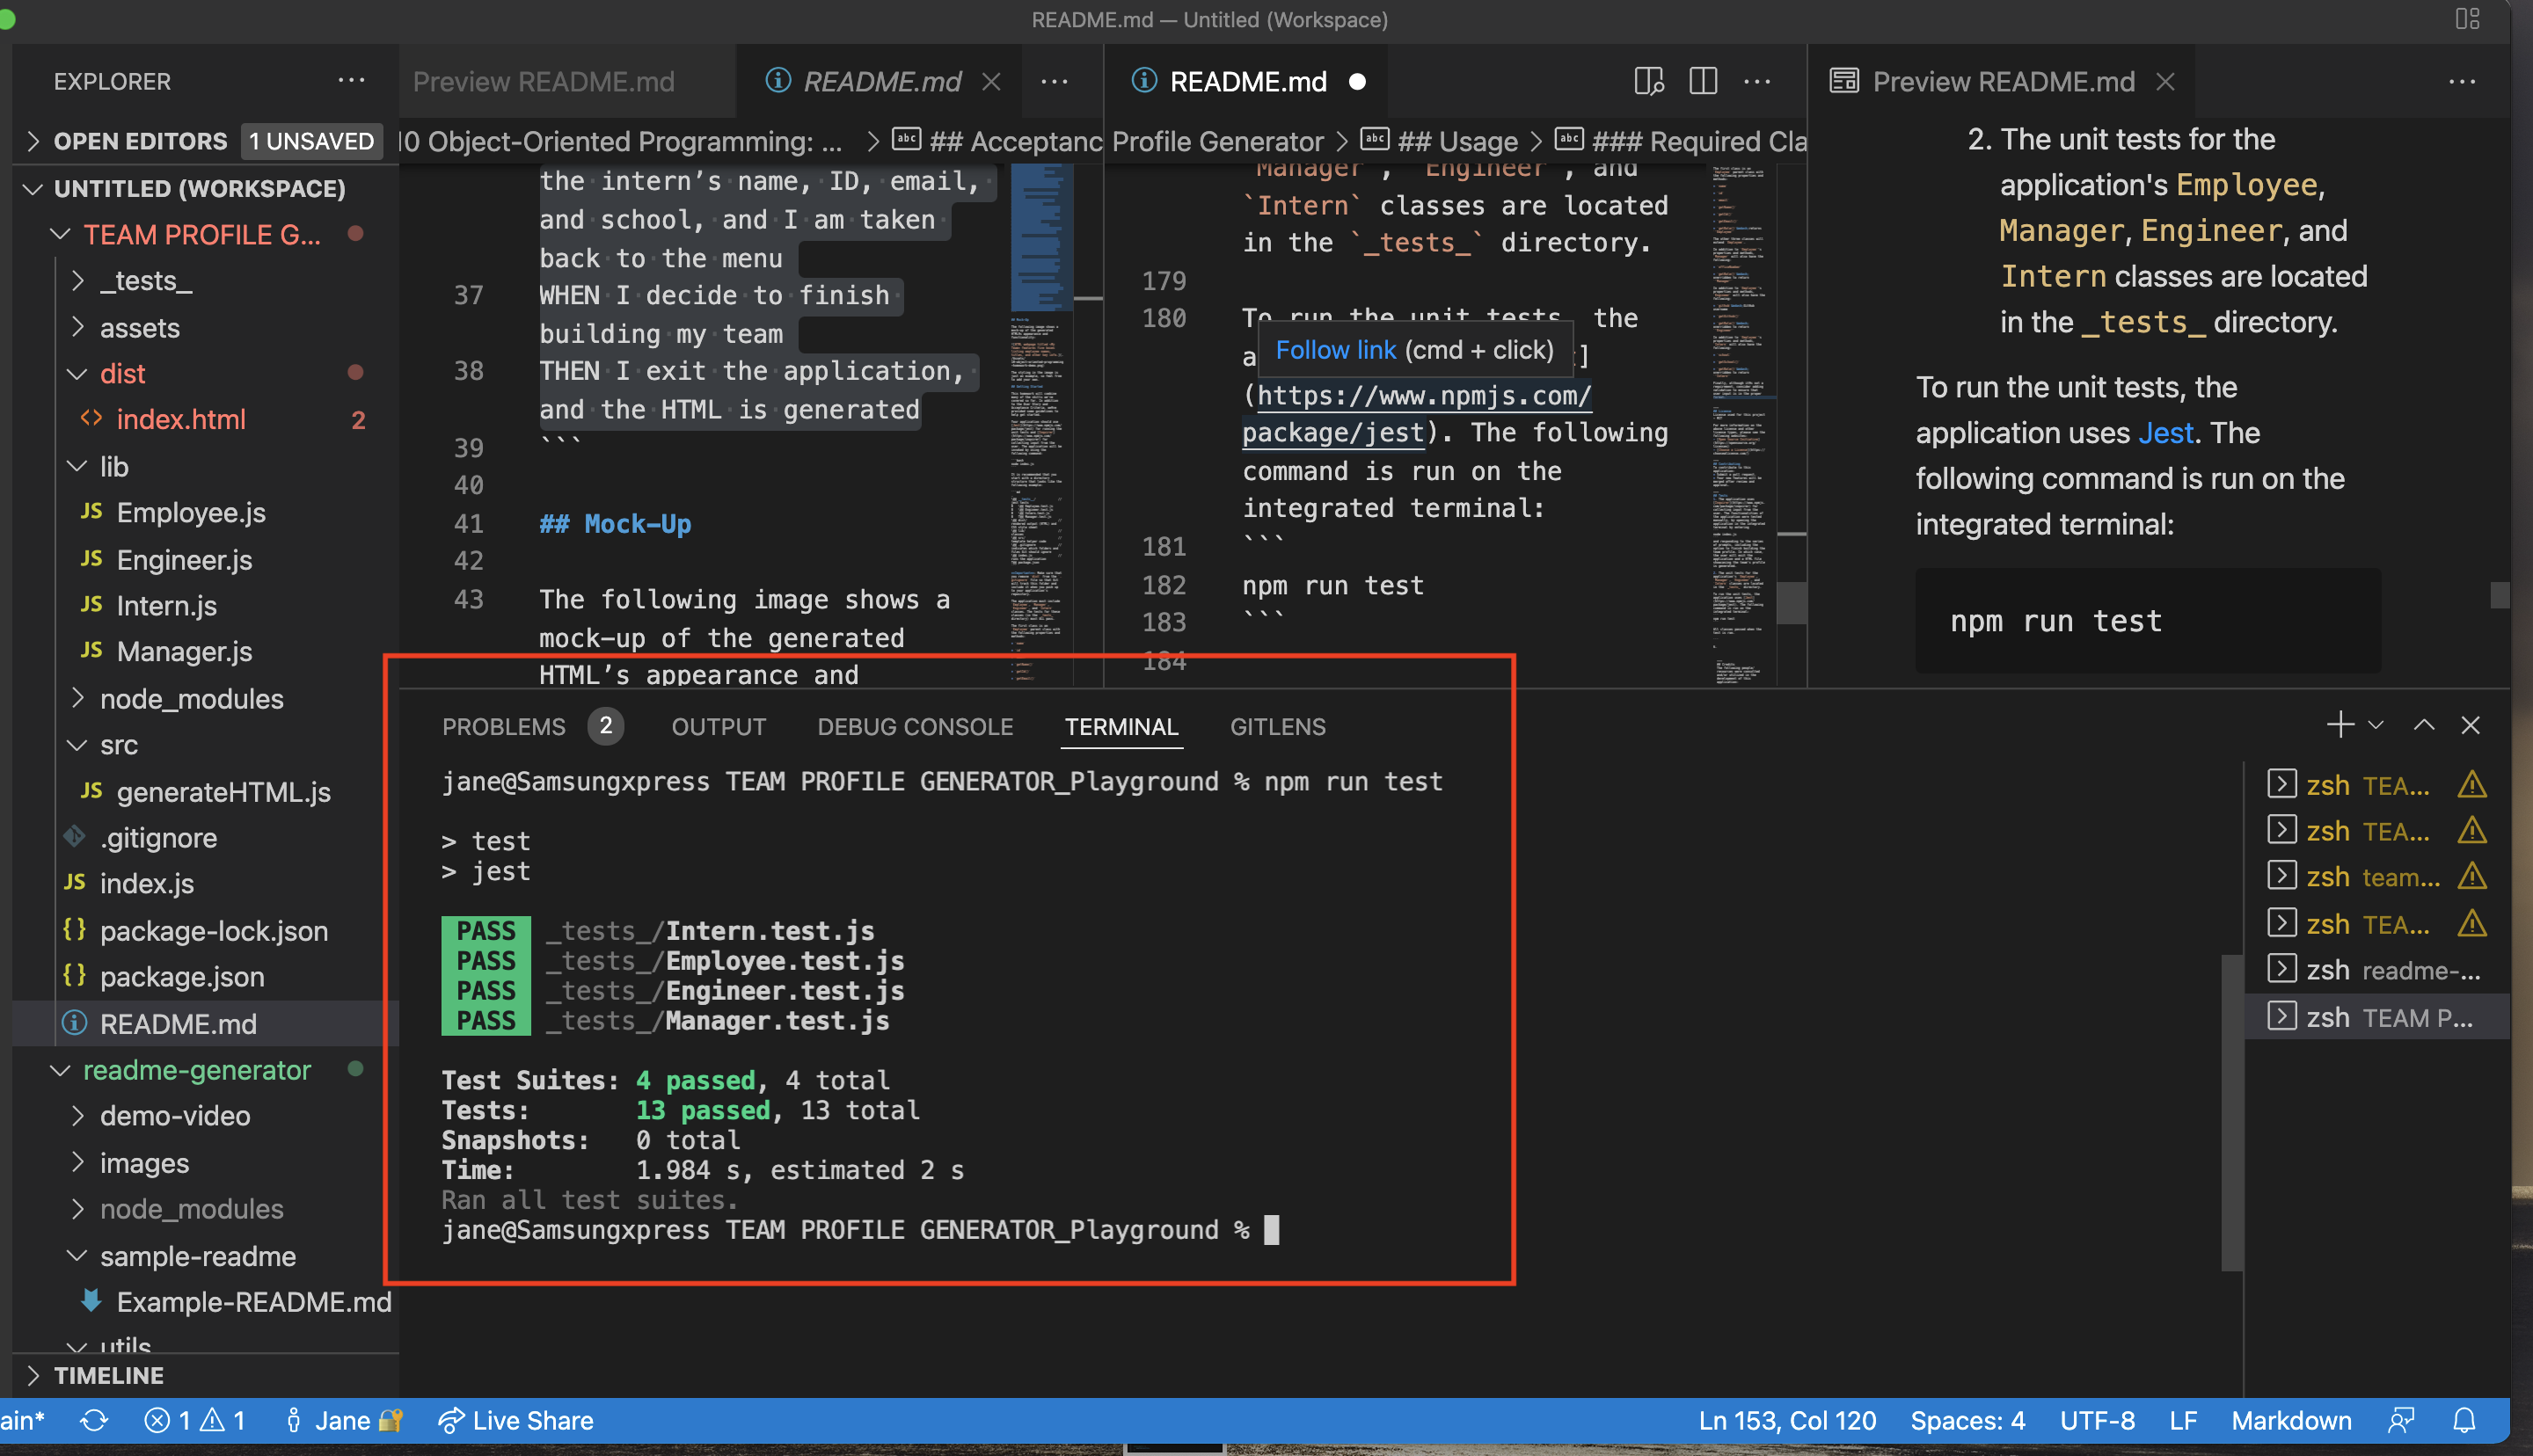 README.md — Untitled (Workspace)
EXPLORER
OPEN EDITORS 1 UNSAVED
UNTITLED (WORKSPACE)
TEAM PROFILE G...
_tests_
assets
dist
index.html 2
lib
JS Employee.js
JS Engineer.js
JS Intern.js
JS Manager.js
node_modules
src
JS generateHTML.js
.gitignore
JS index.js
{} package-lock.json
{} package.json
README.md
readme-generator
demo-video
images
node_modules
sample-readme
Example-README.md
utils
TIMELINE
Preview README.md
README.md
10 Object-Oriented Programming: ... > ## Acceptanc
the intern’s name, ID, email,
and school, and I am taken
back to the menu
37 WHEN I decide to finish
building my team
38 THEN I exit the application,
and the HTML is generated
39 ```
40
41 ## Mock-Up
42
43 The following image shows a
mock-up of the generated
HTML’s appearance and
README.md
Profile Generator > ## Usage > ### Required Cla
`Manager`, `Engineer`, and
`Intern` classes are located
in the `_tests_` directory.
179
180 To run the unit tests, the
Follow link (cmd + click)
(https://www.npmjs.com/
package/jest). The following
command is run on the
integrated terminal:
181 ```
182 npm run test
183 ```
184
Preview README.md
2. The unit tests for the
application's Employee,
Manager, Engineer, and
Intern classes are located
in the _tests_ directory.
To run the unit tests, the
application uses Jest. The
following command is run on the
integrated terminal:
npm run test
PROBLEMS 2 OUTPUT DEBUG CONSOLE TERMINAL GITLENS
jane@Samsungxpress TEAM PROFILE GENERATOR_Playground % npm run test
> test
> jest
PASS _tests_/Intern.test.js
PASS _tests_/Employee.test.js
PASS _tests_/Engineer.test.js
PASS _tests_/Manager.test.js
Test Suites: 4 passed, 4 total
Tests: 13 passed, 13 total
Snapshots: 0 total
Time: 1.984 s, estimated 2 s
Ran all test suites.
jane@Samsungxpress TEAM PROFILE GENERATOR_Playground %
zsh TEA...
zsh TEA...
zsh team...
zsh TEA...
zsh readme-...
zsh TEAM P...
ain* 1 1 Jane Live Share Ln 153, Col 120 Spaces: 4 UTF-8 LF Markdown